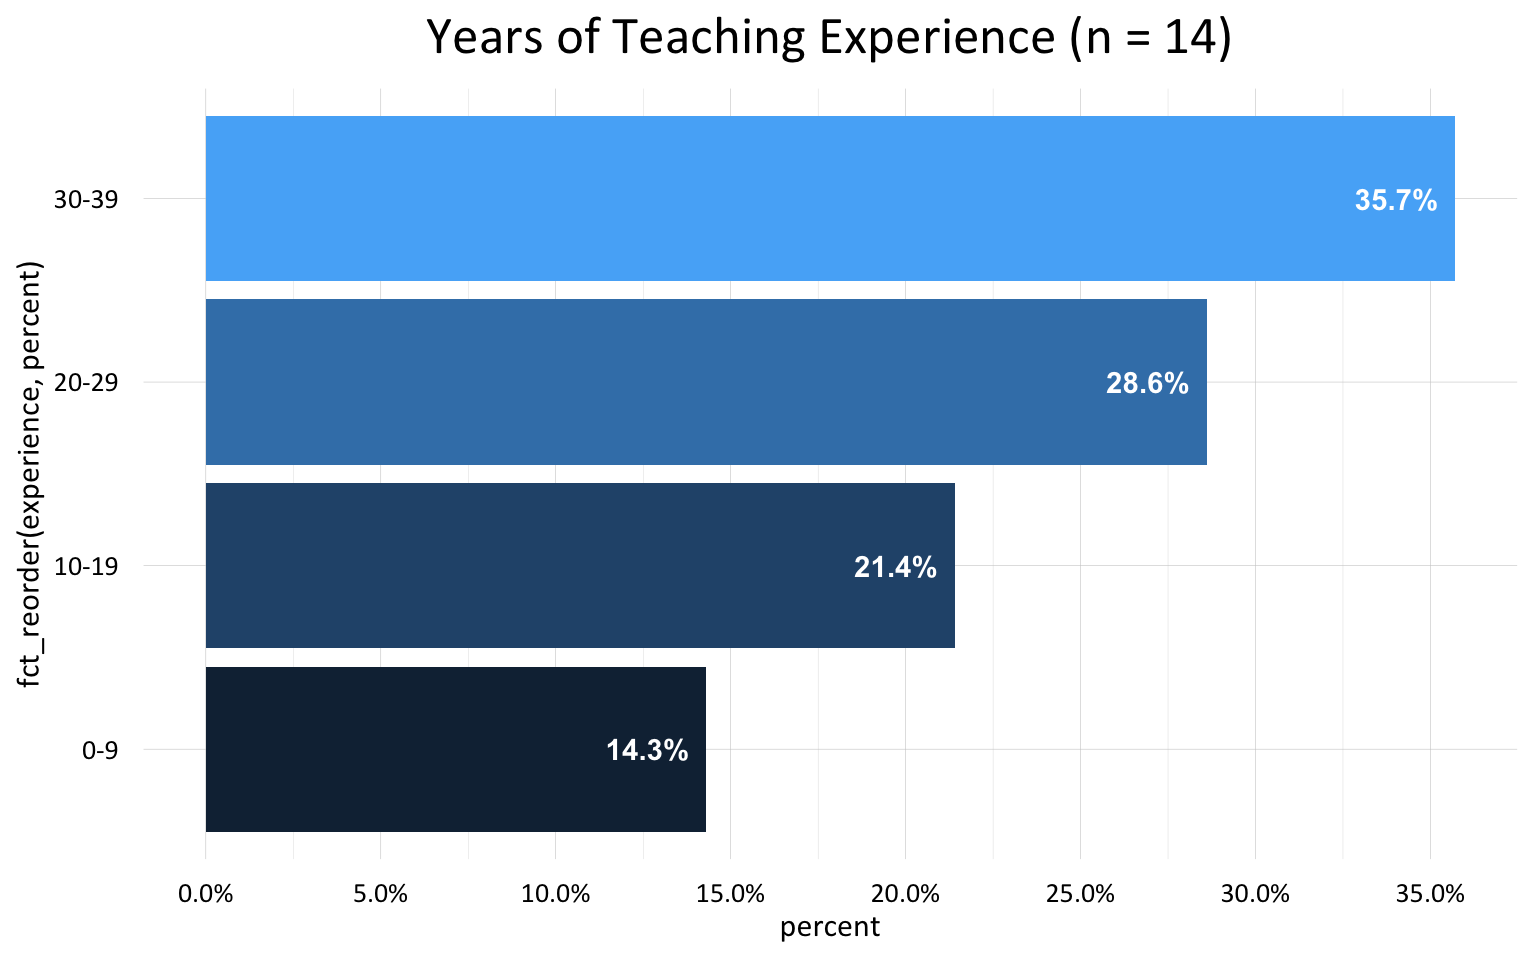 Years of Teaching Experience (n = 14)
fct_reorder(experience, percent)
30-39
35.7%
20-29
28.6%
10-19
21.4%
0-9
14.3%
0.0% 5.0% 10.0% 15.0% 20.0% 25.0% 30.0% 35.0%
percent